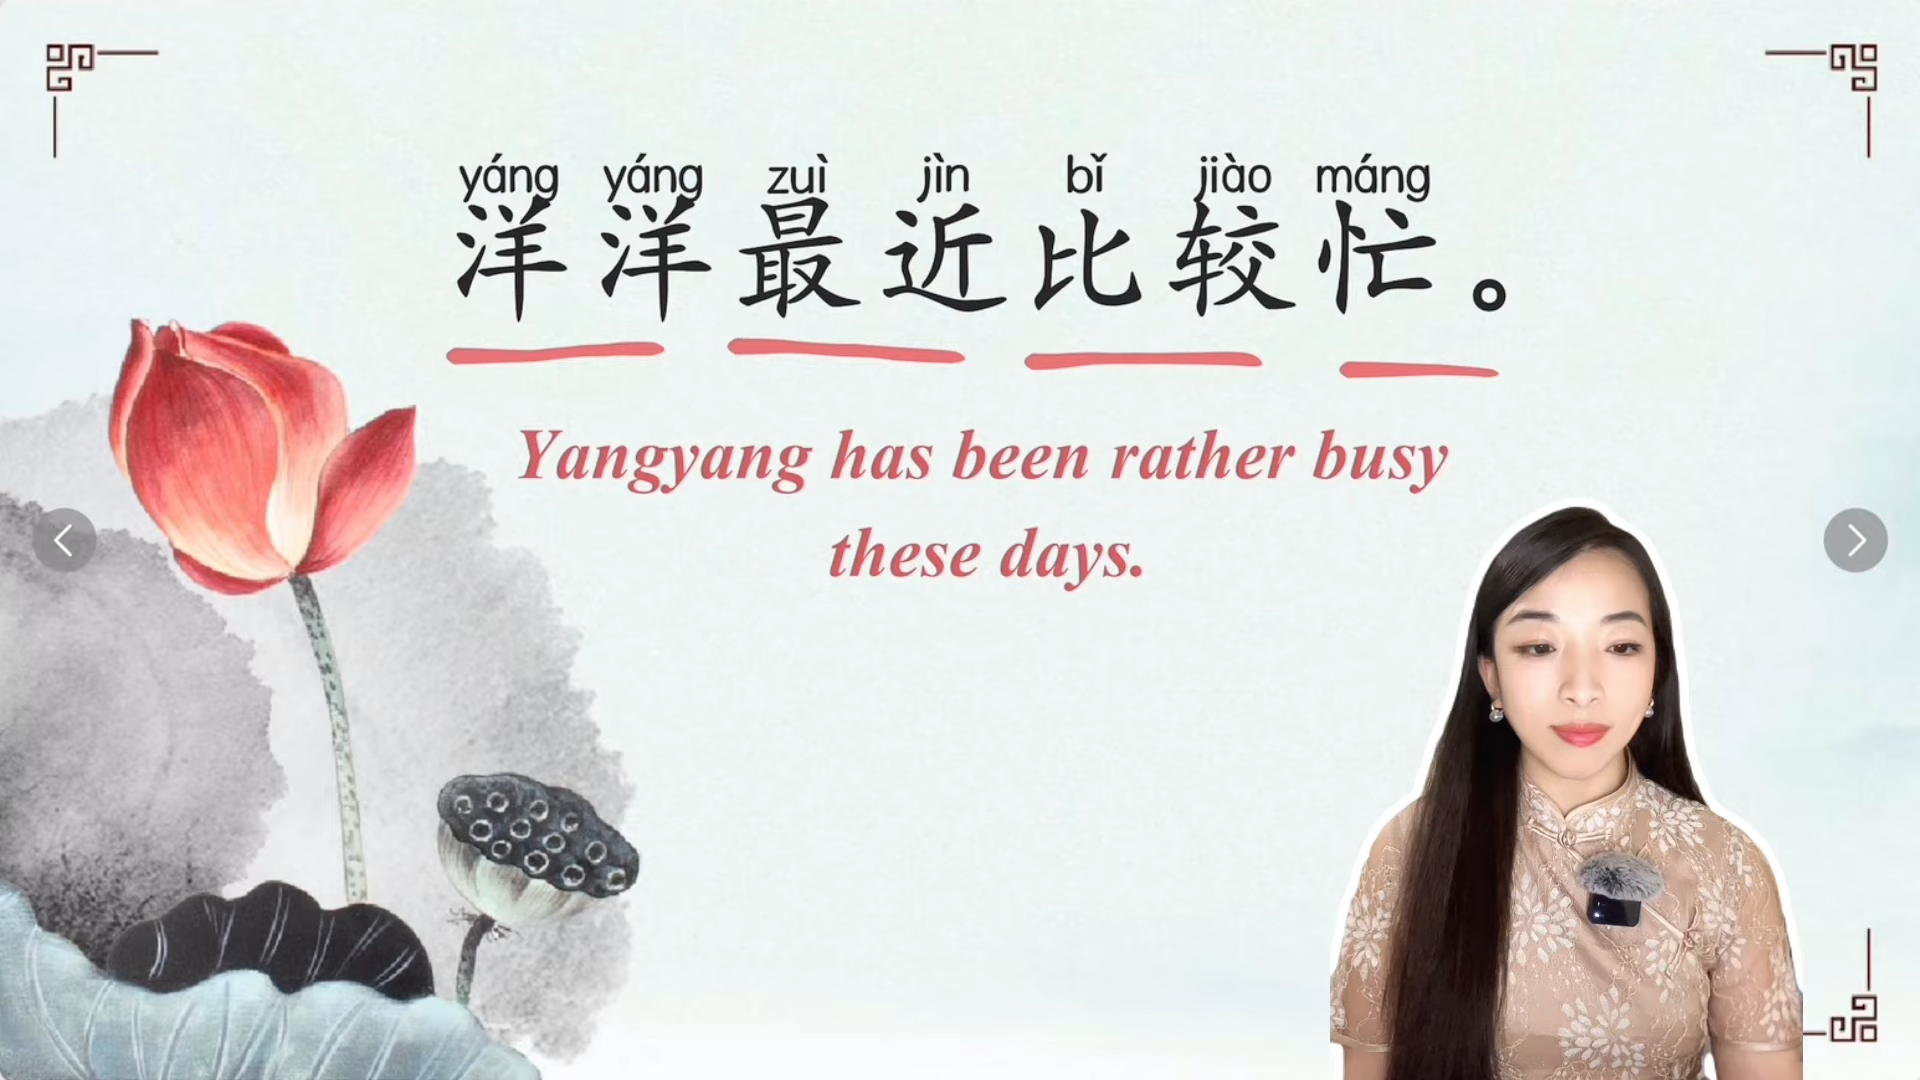 yáng yáng zuì jìn bǐ jiào máng
洋洋最近比较忙。
Yangyang has been rather busy
these days.